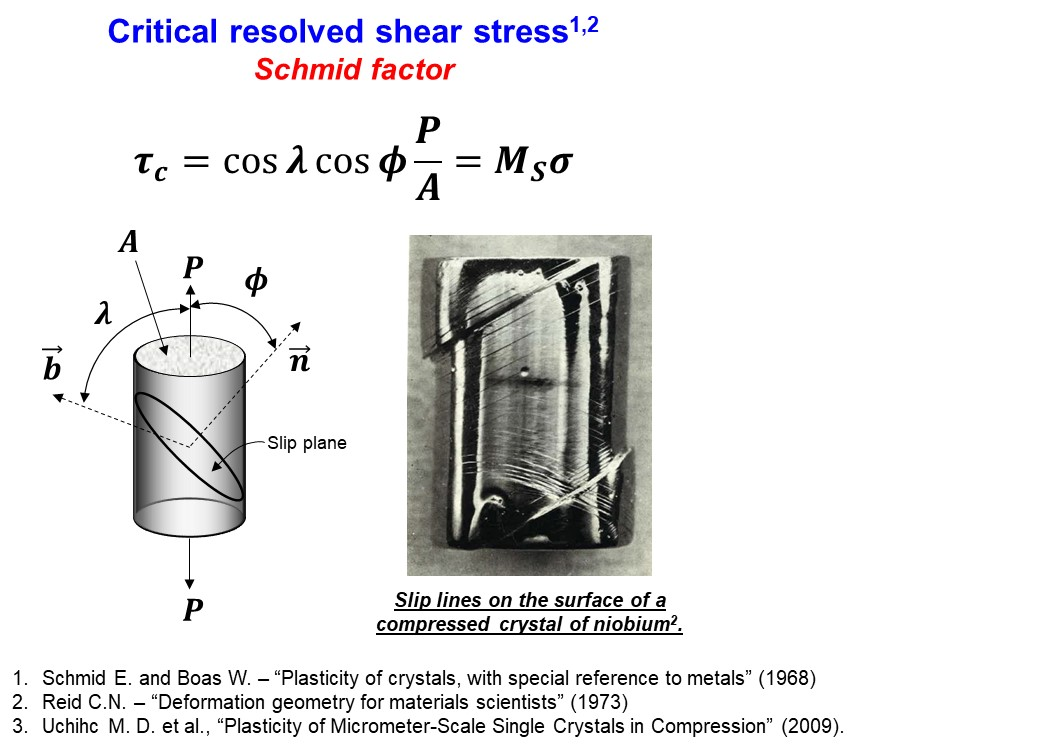 Critical resolved shear stress1,2
Schmid factor
τc = cos λ cos ϕ P/A = MSσ
A
P
ϕ
λ
b⃗
n⃗
Slip plane
P
Slip lines on the surface of a
compressed crystal of niobium2.
1. Schmid E. and Boas W. – “Plasticity of crystals, with special reference to metals” (1968)
2. Reid C.N. – “Deformation geometry for materials scientists” (1973)
3. Uchihc M. D. et al., “Plasticity of Micrometer-Scale Single Crystals in Compression” (2009).